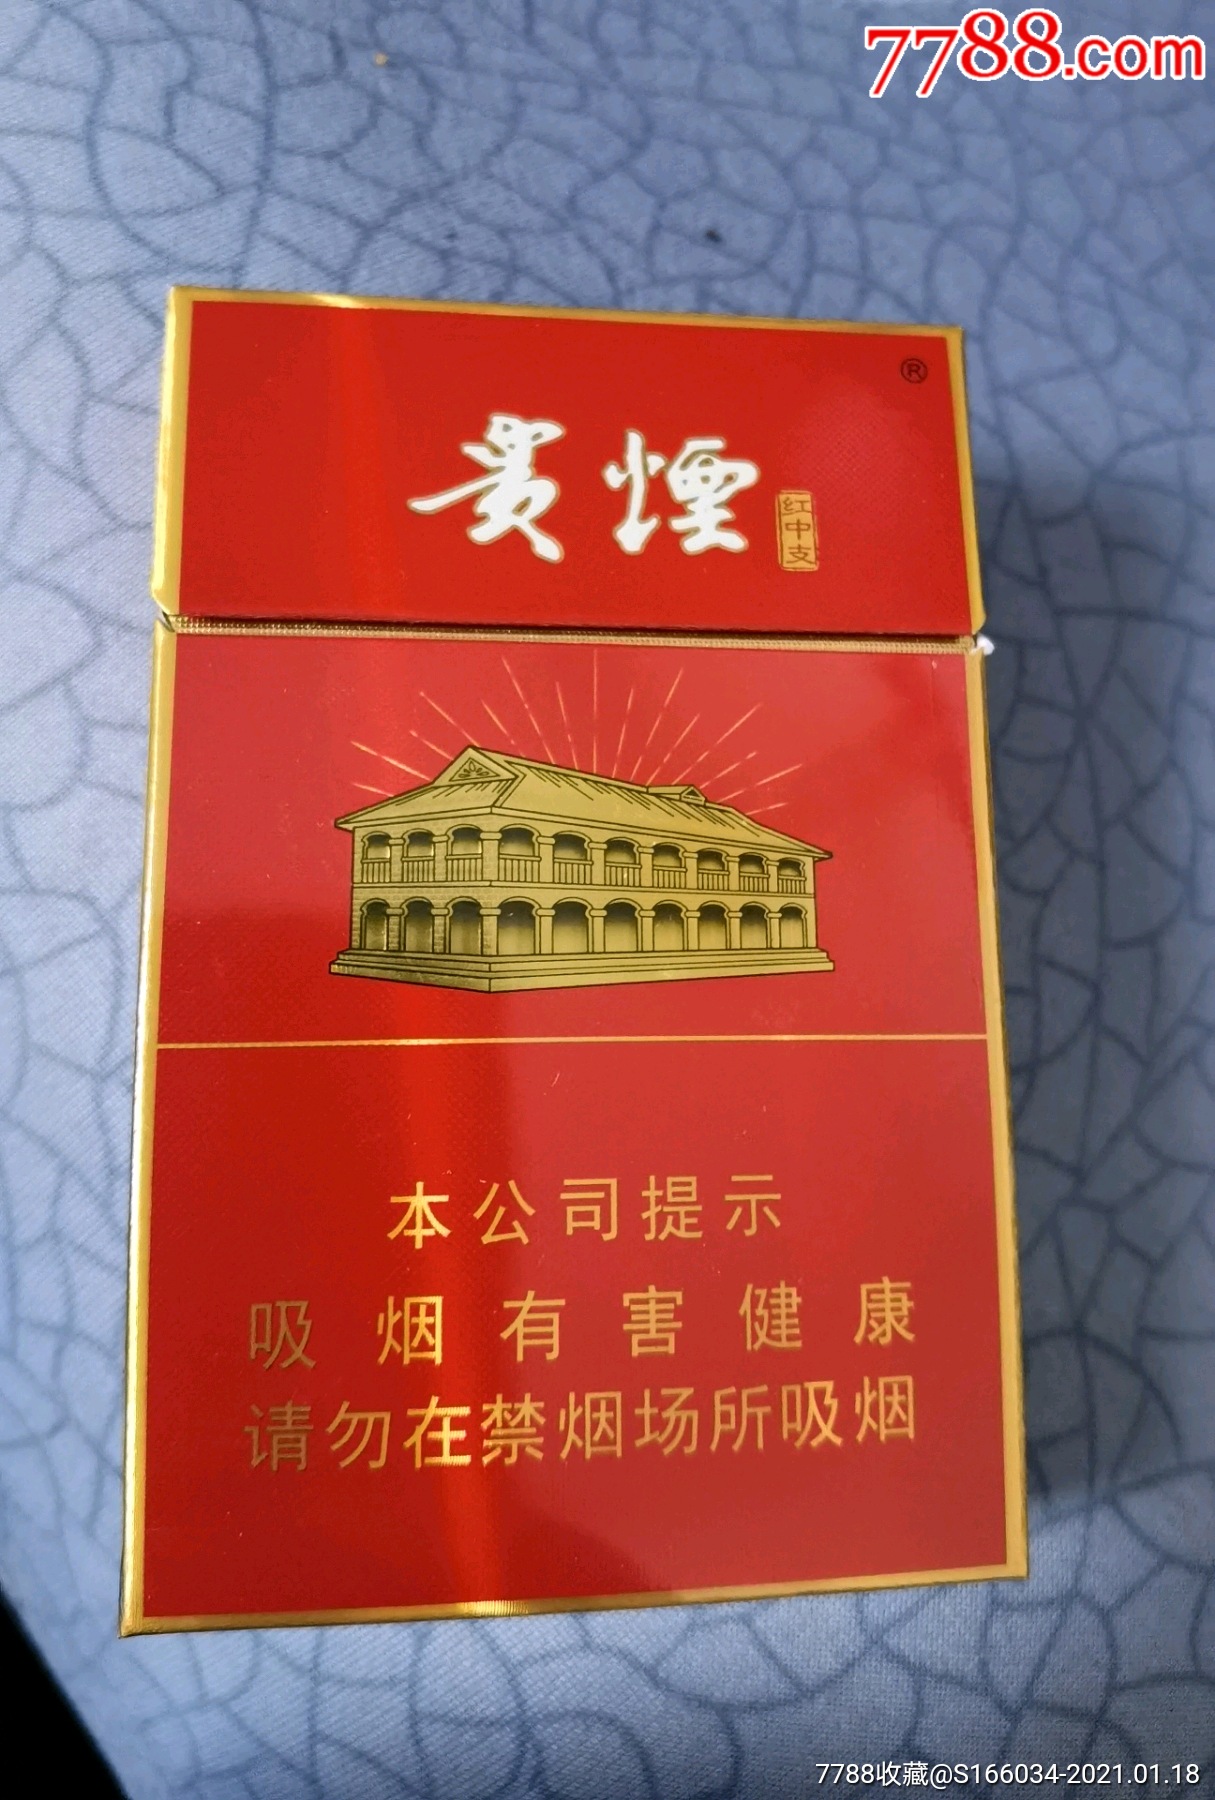 7788.com
®
贵煙
红中支
本公司提示
吸烟有害健康
请勿在禁烟场所吸烟
7788收藏@S166034-2021.01.18